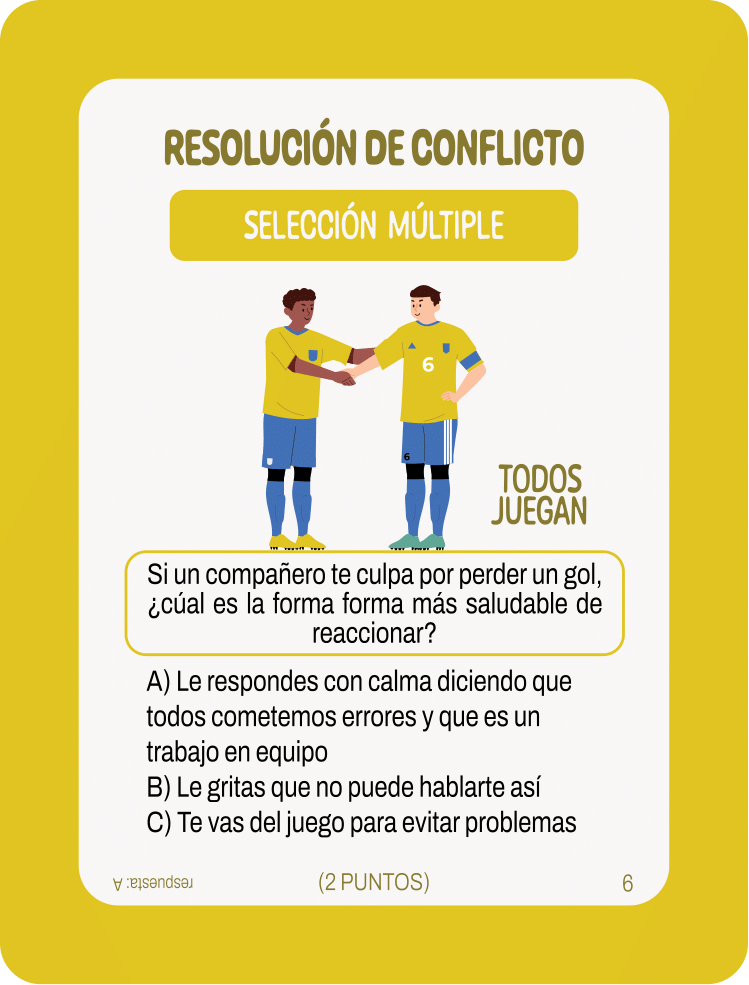 RESOLUCIÓN DE CONFLICTO
SELECCIÓN MÚLTIPLE
6
6
TODOS
JUEGAN
Si un compañero te culpa por perder un gol,
¿cúal es la forma forma más saludable de
reaccionar?
A) Le respondes con calma diciendo que
todos cometemos errores y que es un
trabajo en equipo
B) Le gritas que no puede hablarte así
C) Te vas del juego para evitar problemas
respuesta: A
(2 PUNTOS)
6